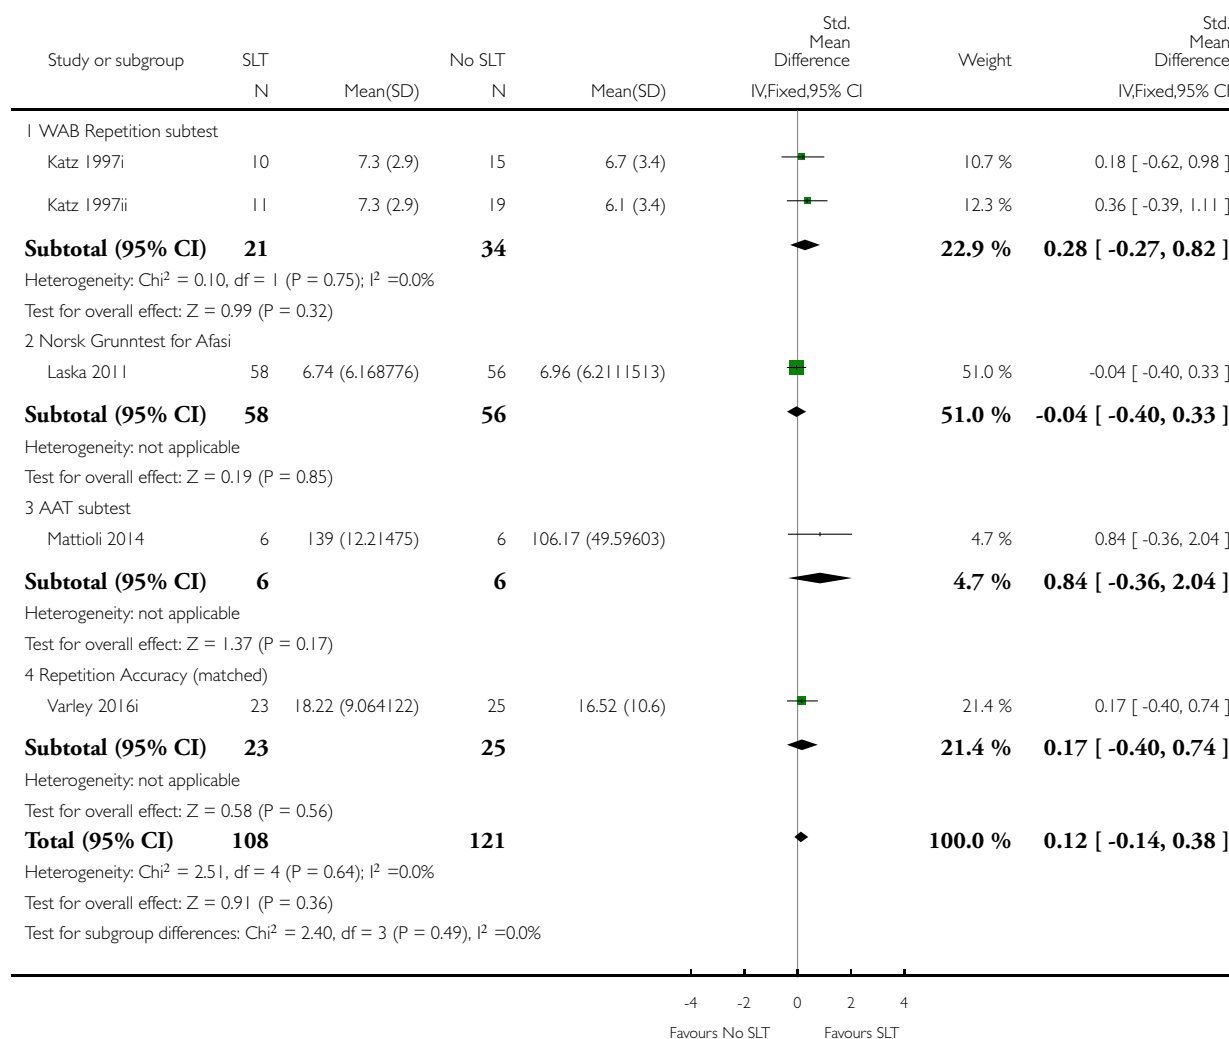 Std. Mean Difference Std. Mean Difference
Study or subgroup SLT No SLT Weight
N Mean(SD) N Mean(SD) IV,Fixed,95% CI IV,Fixed,95% CI
1 WAB Repetition subtest
Katz 1997i 10 7.3 (2.9) 15 6.7 (3.4) 10.7 % 0.18 [ -0.62, 0.98 ]
Katz 1997ii 11 7.3 (2.9) 19 6.1 (3.4) 12.3 % 0.36 [ -0.39, 1.11 ]
Subtotal (95% CI) 21 34 22.9 % 0.28 [ -0.27, 0.82 ]
Heterogeneity: Chi² = 0.10, df = 1 (P = 0.75); I² =0.0%
Test for overall effect: Z = 0.99 (P = 0.32)
2 Norsk Grunntest for Afasi
Laska 2011 58 6.74 (6.168776) 56 6.96 (6.2111513) 51.0 % -0.04 [ -0.40, 0.33 ]
Subtotal (95% CI) 58 56 51.0 % -0.04 [ -0.40, 0.33 ]
Heterogeneity: not applicable
Test for overall effect: Z = 0.19 (P = 0.85)
3 AAT subtest
Mattioli 2014 6 139 (12.21475) 6 106.17 (49.59603) 4.7 % 0.84 [ -0.36, 2.04 ]
Subtotal (95% CI) 6 6 4.7 % 0.84 [ -0.36, 2.04 ]
Heterogeneity: not applicable
Test for overall effect: Z = 1.37 (P = 0.17)
4 Repetition Accuracy (matched)
Varley 2016i 23 18.22 (9.064122) 25 16.52 (10.6) 21.4 % 0.17 [ -0.40, 0.74 ]
Subtotal (95% CI) 23 25 21.4 % 0.17 [ -0.40, 0.74 ]
Heterogeneity: not applicable
Test for overall effect: Z = 0.58 (P = 0.56)
Total (95% CI) 108 121 100.0 % 0.12 [ -0.14, 0.38 ]
Heterogeneity: Chi² = 2.51, df = 4 (P = 0.64); I² =0.0%
Test for overall effect: Z = 0.91 (P = 0.36)
Test for subgroup differences: Chi² = 2.40, df = 3 (P = 0.49), I² =0.0%
-4 -2 0 2 4
Favours No SLT Favours SLT